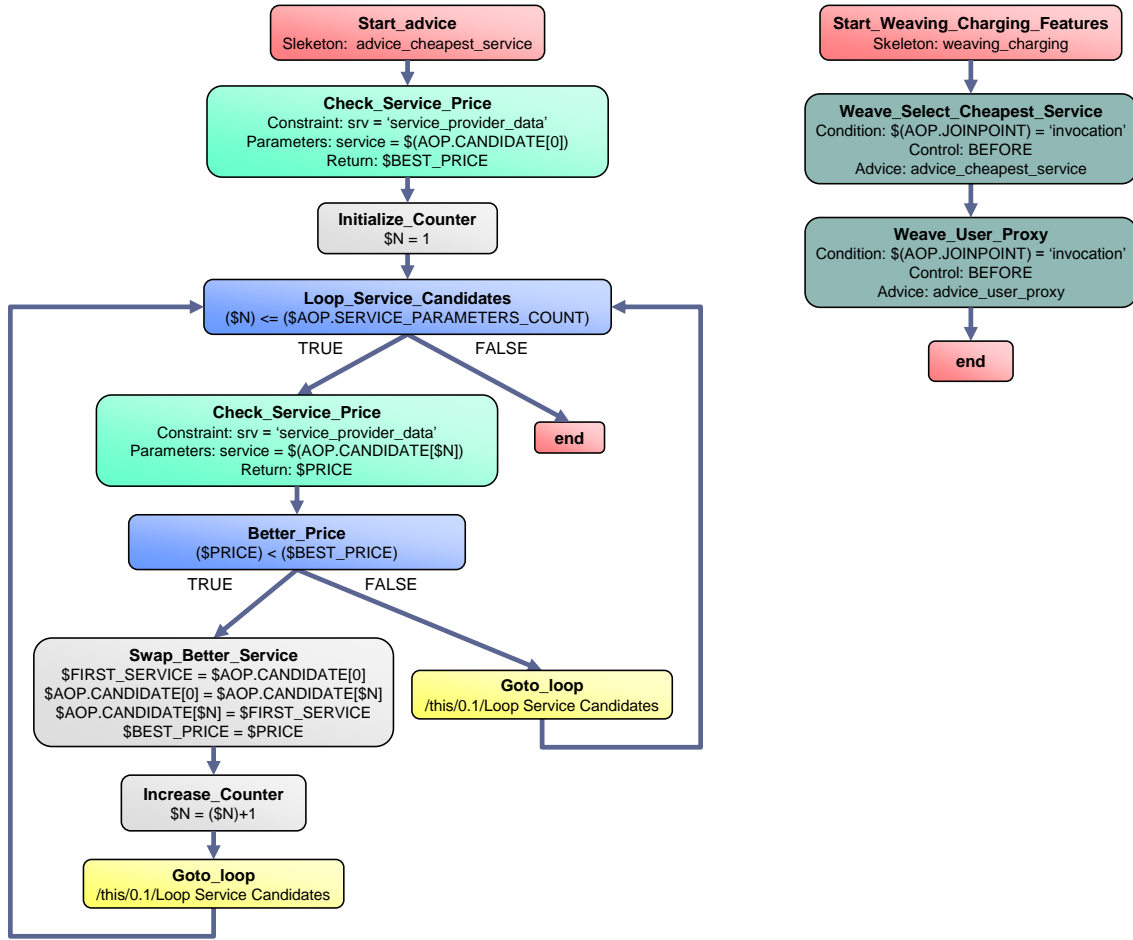 Start_advice
Sleketon: advice_cheapest_service
Check_Service_Price
Constraint: srv = ‘service_provider_data’
Parameters: service = $(AOP.CANDIDATE[0])
Return: $BEST_PRICE
Initialize_Counter
$N = 1
Loop_Service_Candidates
($N) <= ($AOP.SERVICE_PARAMETERS_COUNT)
TRUE
FALSE
Check_Service_Price
Constraint: srv = ‘service_provider_data’
Parameters: service = $(AOP.CANDIDATE[$N])
Return: $PRICE
end
Better_Price
($PRICE) < ($BEST_PRICE)
TRUE
FALSE
Swap_Better_Service
$FIRST_SERVICE = $AOP.CANDIDATE[0]
$AOP.CANDIDATE[0] = $AOP.CANDIDATE[$N]
$AOP.CANDIDATE[$N] = $FIRST_SERVICE
$BEST_PRICE = $PRICE
Goto_loop
/this/0.1/Loop Service Candidates
Increase_Counter
$N = ($N)+1
Goto_loop
/this/0.1/Loop Service Candidates
Start_Weaving_Charging_Features
Skeleton: weaving_charging
Weave_Select_Cheapest_Service
Condition: $(AOP.JOINPOINT) = ‘invocation’
Control: BEFORE
Advice: advice_cheapest_service
Weave_User_Proxy
Condition: $(AOP.JOINPOINT) = ‘invocation’
Control: BEFORE
Advice: advice_user_proxy
end